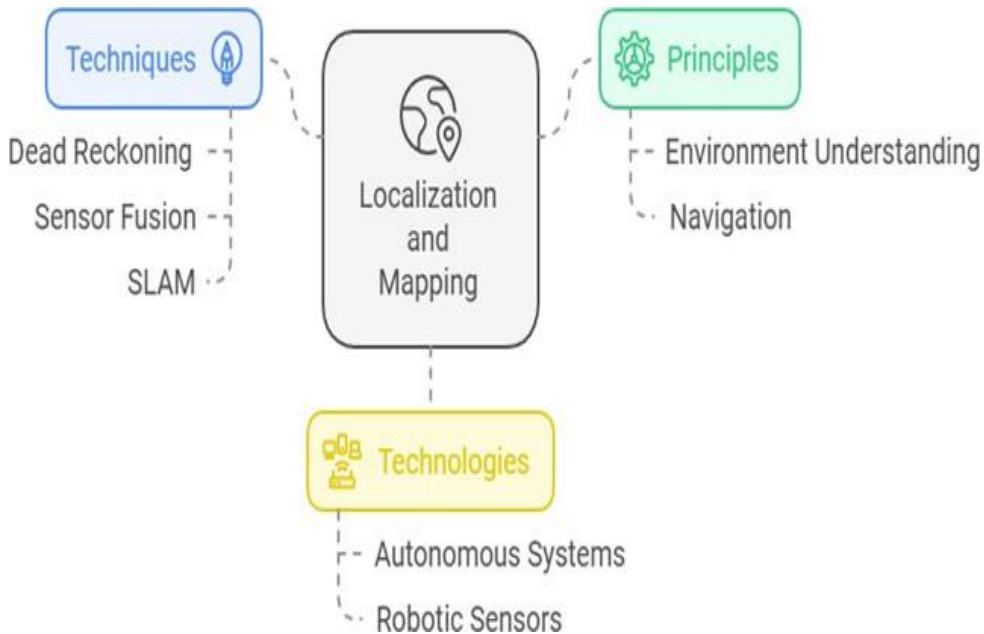 Techniques
Dead Reckoning
Sensor Fusion
SLAM
Localization
and
Mapping
Principles
Environment Understanding
Navigation
Technologies
Autonomous Systems
Robotic Sensors